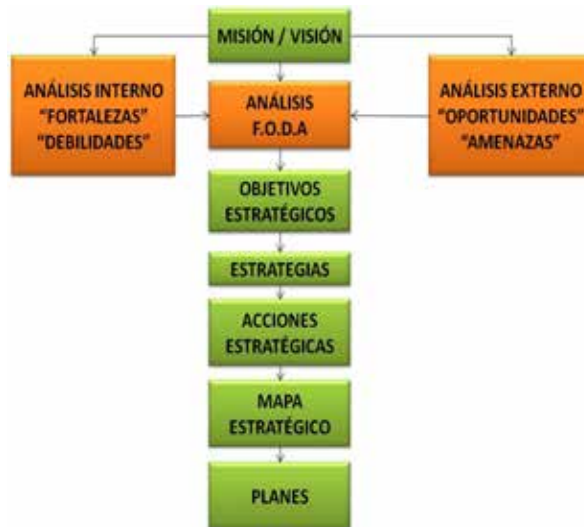 MISIÓN / VISIÓN
ANÁLISIS INTERNO
"FORTALEZAS"
"DEBILIDADES"
ANÁLISIS
F.O.D.A
ANÁLISIS EXTERNO
"OPORTUNIDADES"
"AMENAZAS"
OBJETIVOS
ESTRATÉGICOS
ESTRATEGIAS
ACCIONES
ESTRATÉGICAS
MAPA
ESTRATÉGICO
PLANES